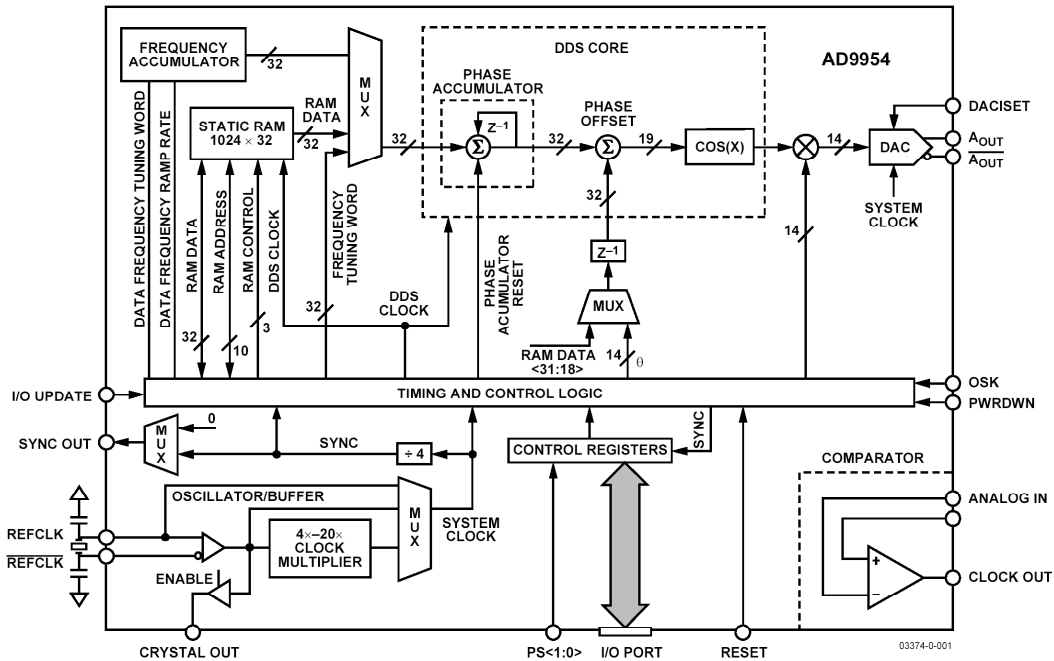 AD9954
FREQUENCY
ACCUMULATOR
32
M
U
X
DDS CORE
PHASE
ACCUMULATOR
Z–1
Σ
PHASE
OFFSET
Σ
COS(X)
DAC
DACISET
AOUT
AOUT
SYSTEM
CLOCK
STATIC RAM
1024 × 32
RAM
DATA
32
32
32
19
14
32
14
DATA FREQUENCY TUNING WORD
DATA FREQUENCY RAMP RATE
RAM DATA
RAM ADDRESS
RAM CONTROL
DDS CLOCK
FREQUENCY
TUNING WORD
32
10
3
32
DDS
CLOCK
PHASE
ACUMULATOR
RESET
Z–1
MUX
RAM DATA
<31:18>
14
θ
I/O UPDATE
TIMING AND CONTROL LOGIC
OSK
PWRDWN
SYNC OUT
M
U
X
0
SYNC
÷ 4
CONTROL REGISTERS
SYNC
OSCILLATOR/BUFFER
REFCLK
REFCLK
4×–20×
CLOCK
MULTIPLIER
M
U
X
SYSTEM
CLOCK
ENABLE
COMPARATOR
ANALOG IN
+
–
CLOCK OUT
CRYSTAL OUT
PS<1:0>
I/O PORT
RESET
03374-0-001